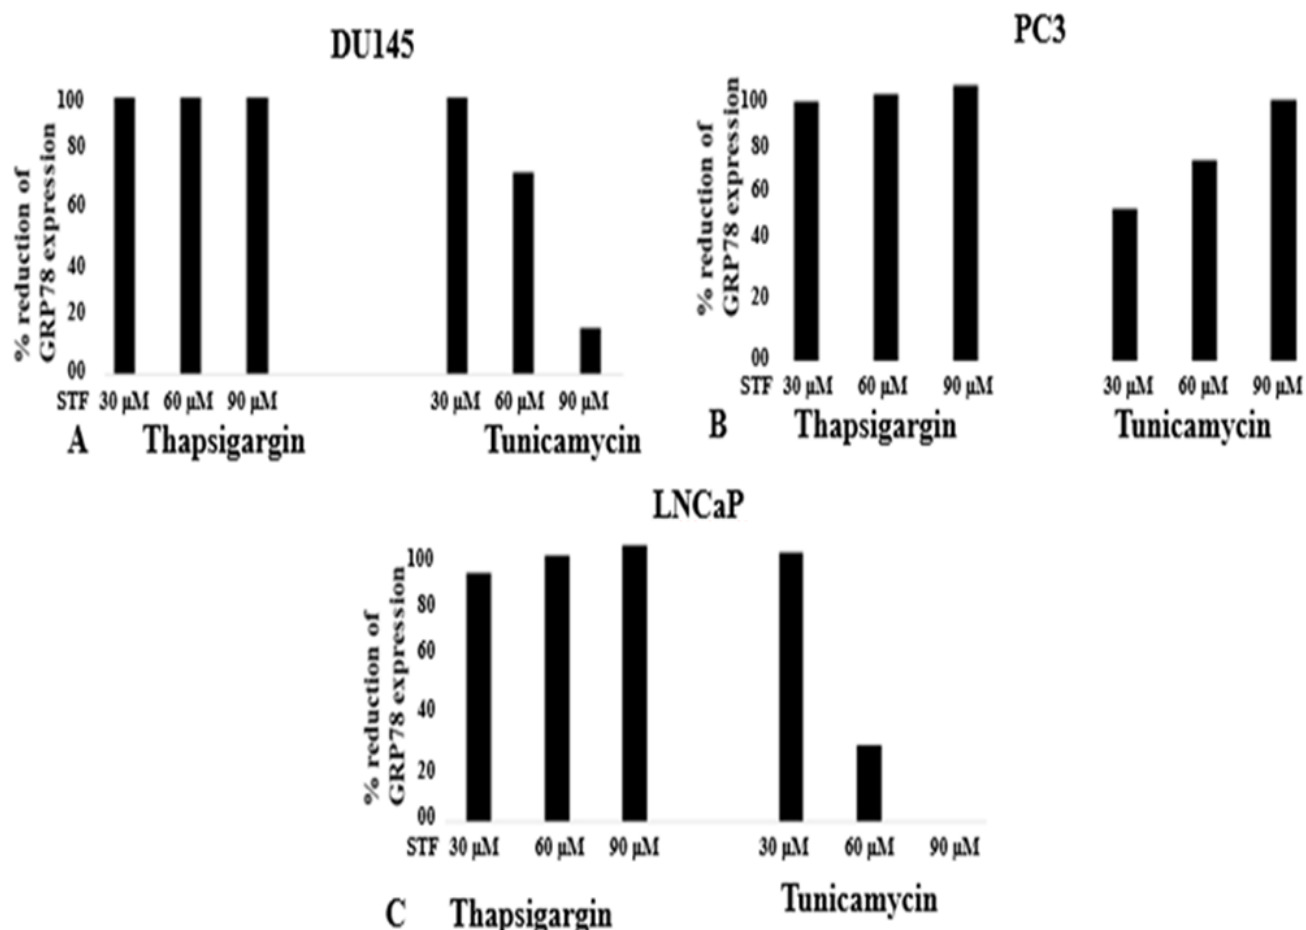 DU145
% reduction of
GRP78 expression
100
80
60
40
20
00
STF 30 µM 60 µM 90 µM 30 µM 60 µM 90 µM
A Thapsigargin Tunicamycin
PC3
% reduction of
GRP78 expression
100
80
60
40
20
00
STF 30 µM 60 µM 90 µM 30 µM 60 µM 90 µM
B Thapsigargin Tunicamycin
LNCaP
% reduction of
GRP78 expression
100
80
60
40
20
00
STF 30 µM 60 µM 90 µM 30 µM 60 µM 90 µM
C Thapsigargin Tunicamycin